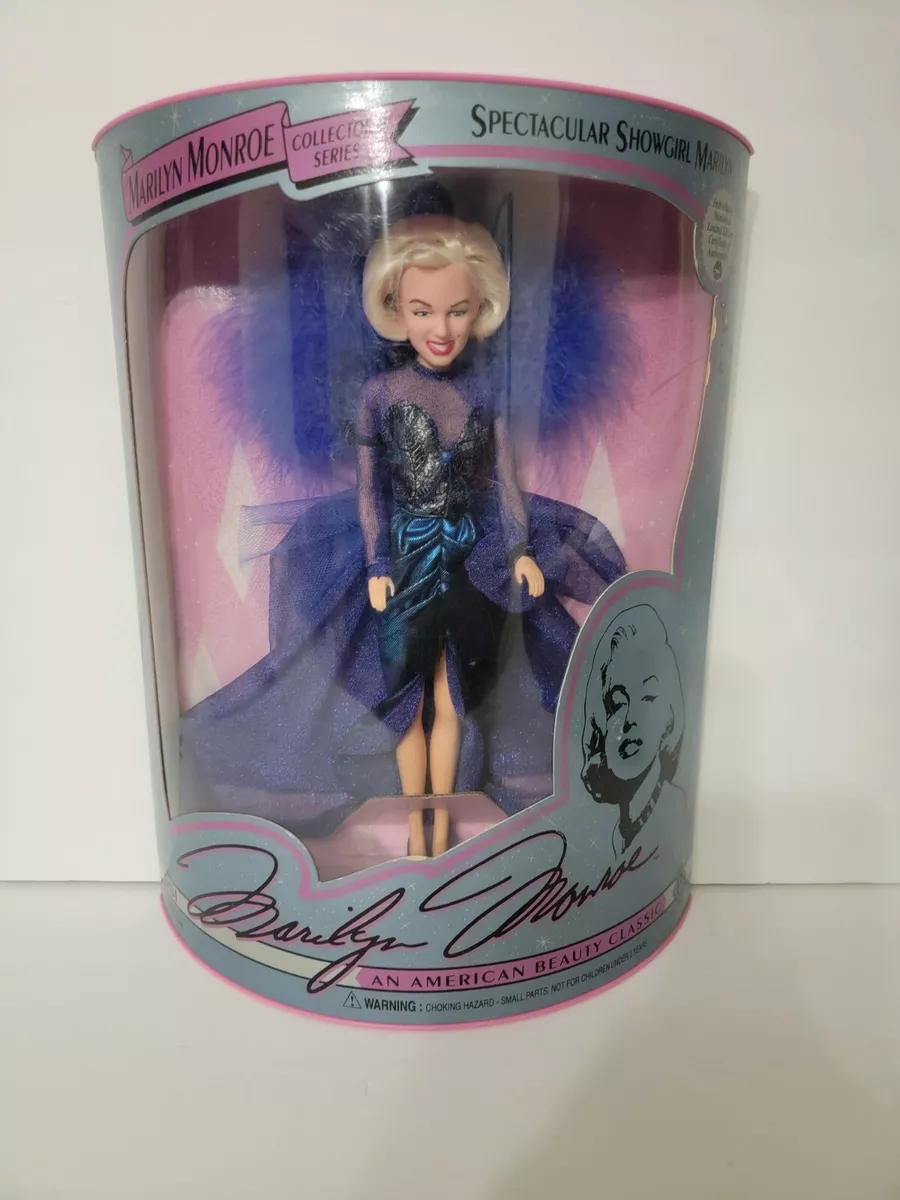 MARILYN MONROE
COLLECTOR
SERIES
SPECTACULAR SHOWGIRL MARILYN
Marilyn Monroe
AN AMERICAN BEAUTY CLASSIC
WARNING : CHOKING HAZARD - SMALL PARTS. NOT FOR CHILDREN UNDER 3 YEARS